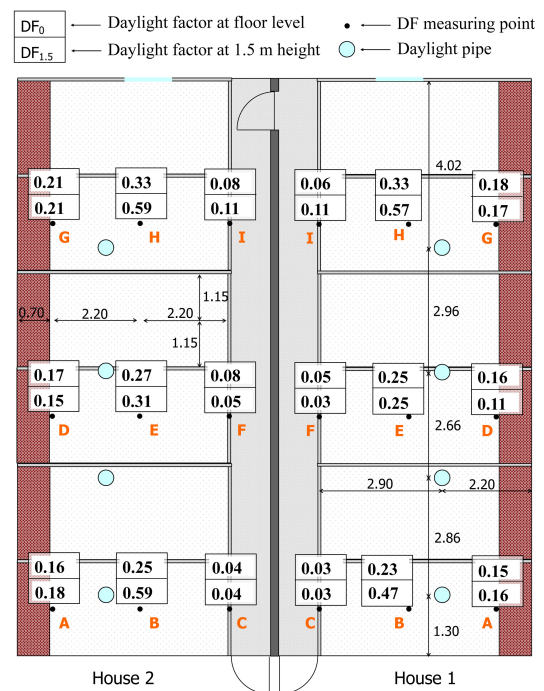 DF0 Daylight factor at floor level DF measuring point
DF1.5 Daylight factor at 1.5 m height Daylight pipe
4.02
0.21 0.33 0.08 0.06 0.33 0.18
0.21 0.59 0.11 0.11 0.57 0.17
G H I I H G
1.15
0.70 2.20 2.20 2.96
1.15
0.17 0.27 0.08 0.05 0.25 0.16
0.15 0.31 0.05 0.03 0.25 0.11
D E F F E D
2.66
2.90 2.20
2.86
0.16 0.25 0.04 0.03 0.23 0.15
0.18 0.59 0.04 0.03 0.47 0.16
A B C C B A
1.30
House 2 House 1